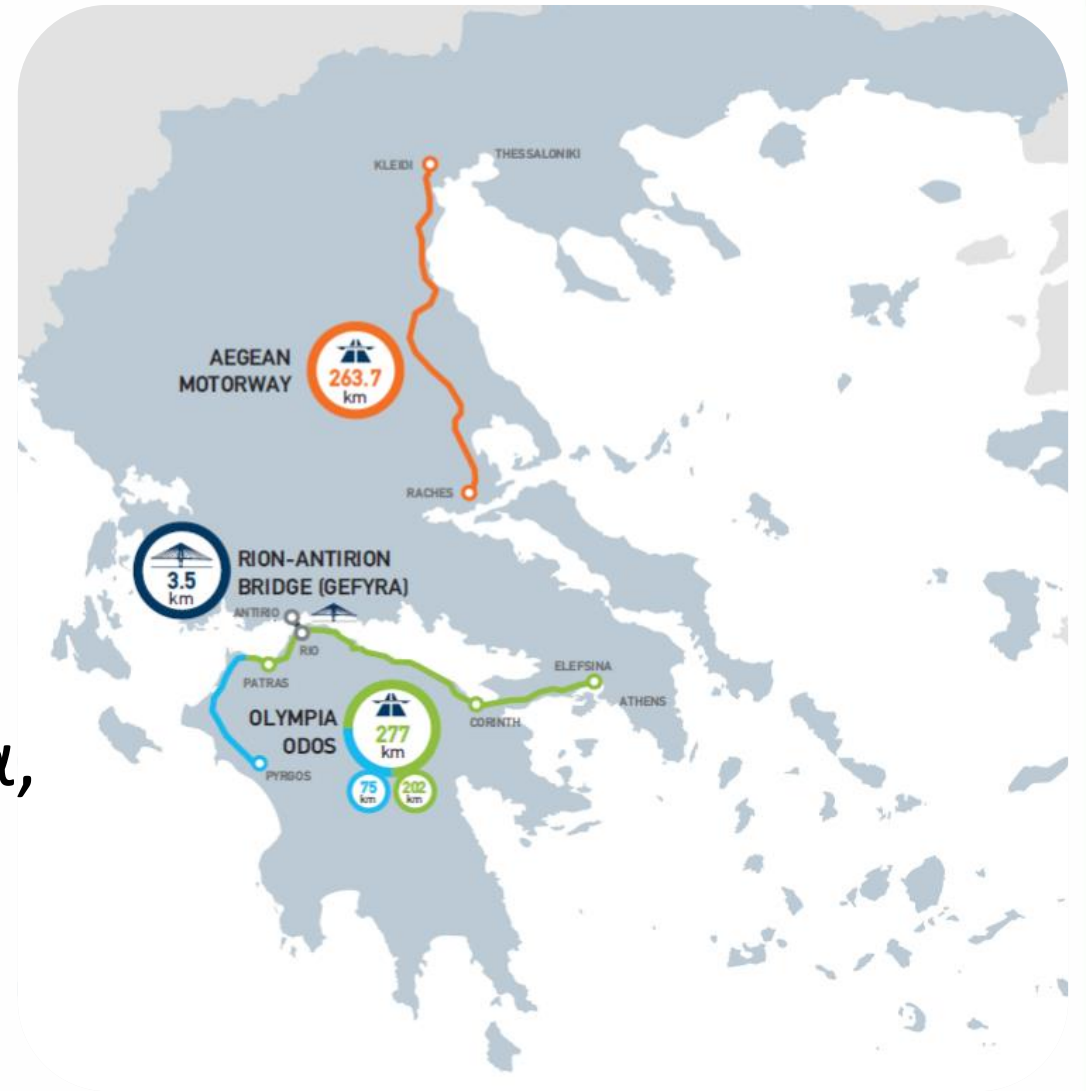 KLEIDI
THESSALONIKI
AEGEAN
MOTORWAY
263.7
km
RACHES
3.5
km
RION-ANTIRION
BRIDGE (GEFYRA)
ANTIRIO
RIO
PATRAS
ELEFSINA
ATHENS
CORINTH
OLYMPIA
ODOS
277
km
PYRGOS
75
km
202
km
α,